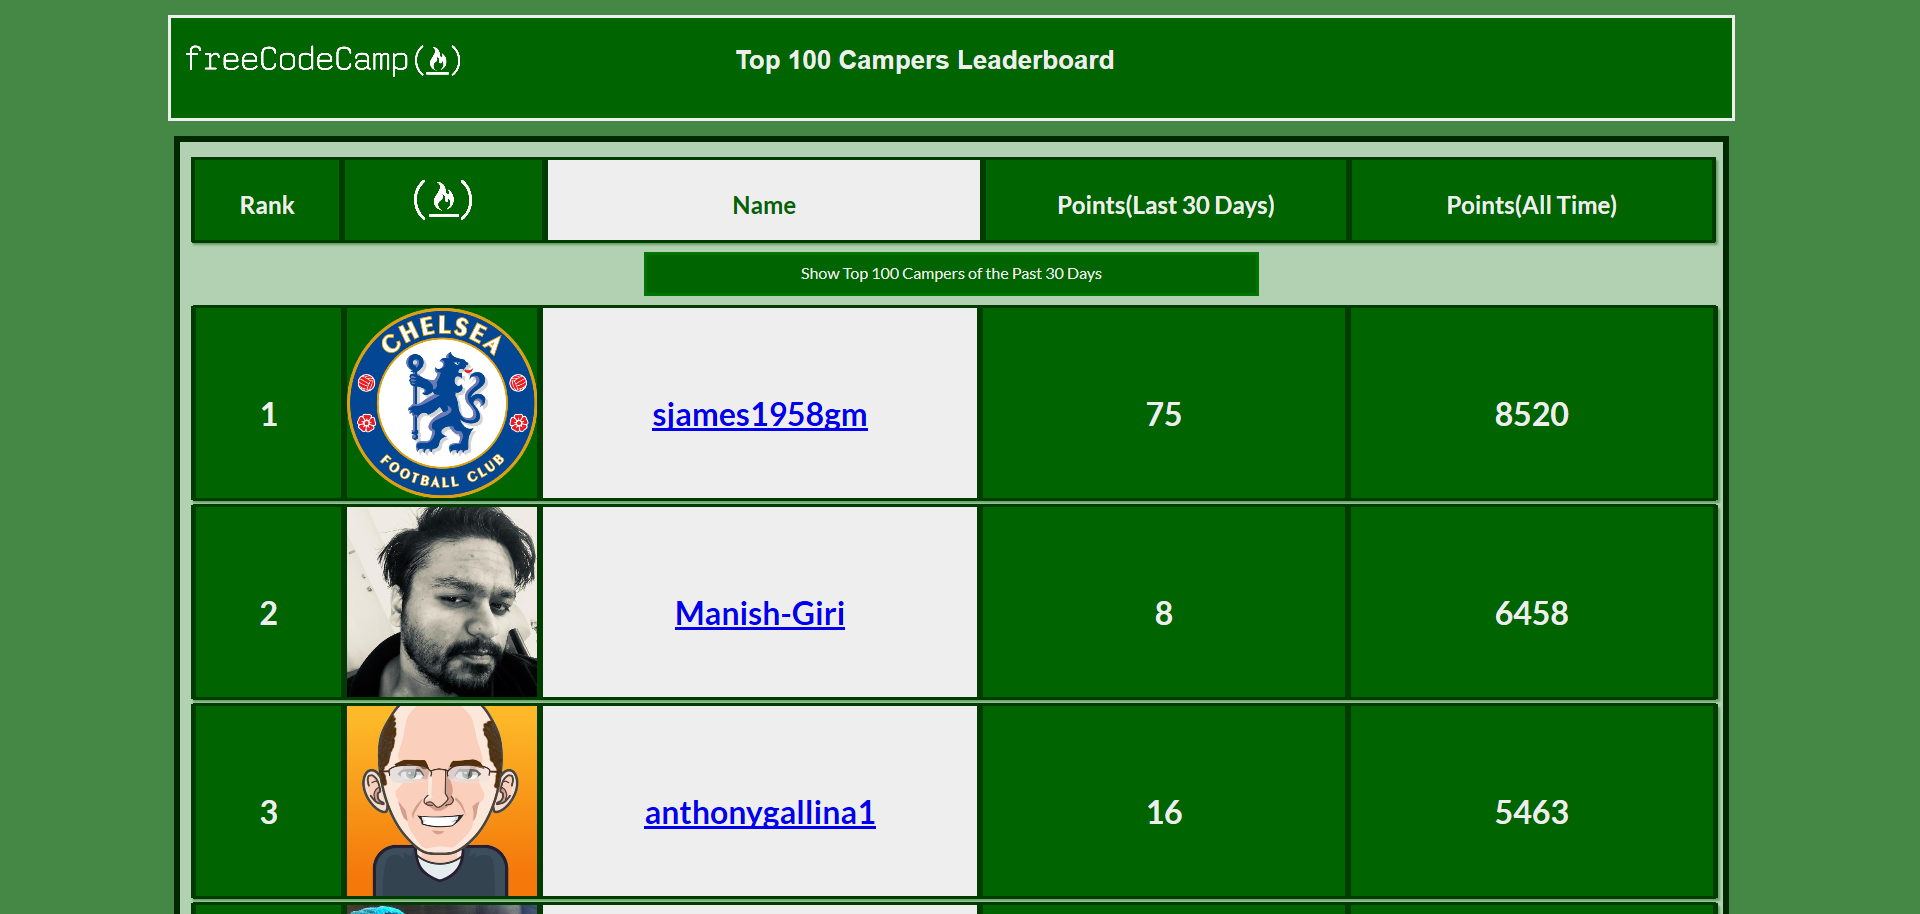 freeCodeCamp
Top 100 Campers Leaderboard
Rank Name Points(Last 30 Days) Points(All Time)
Show Top 100 Campers of the Past 30 Days
CHELSEA
FOOTBALL CLUB
1 sjames1958gm 75 8520
2 Manish-Giri 8 6458
3 anthonygallina1 16 5463